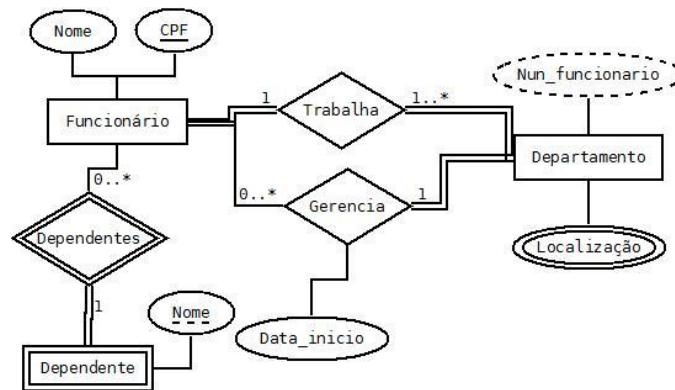 Nome
CPF
Nun_funcionario
1
Trabalha
1..*
Funcionário
Departamento
0..*
0..*
Gerencia
1
Dependentes
Localização
1
Nome
Data_inicio
Dependente